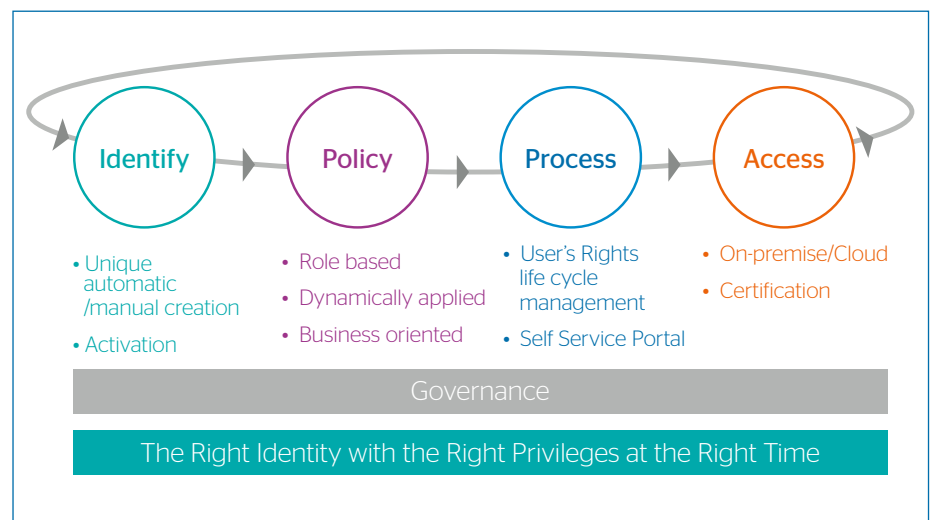 Identify
Policy
Process
Access
• Unique
automatic
/manual creation
• Activation
• Role based
• Dynamically applied
• Business oriented
• User's Rights
life cycle
management
• Self Service Portal
• On-premise/Cloud
• Certification
Governance
The Right Identity with the Right Privileges at the Right Time